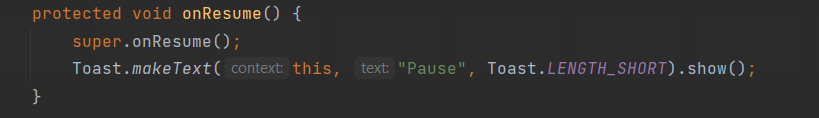 protected void onResume() {
super.onResume();
Toast.makeText( context: this, text: "Pause", Toast.LENGTH_SHORT).show();
}